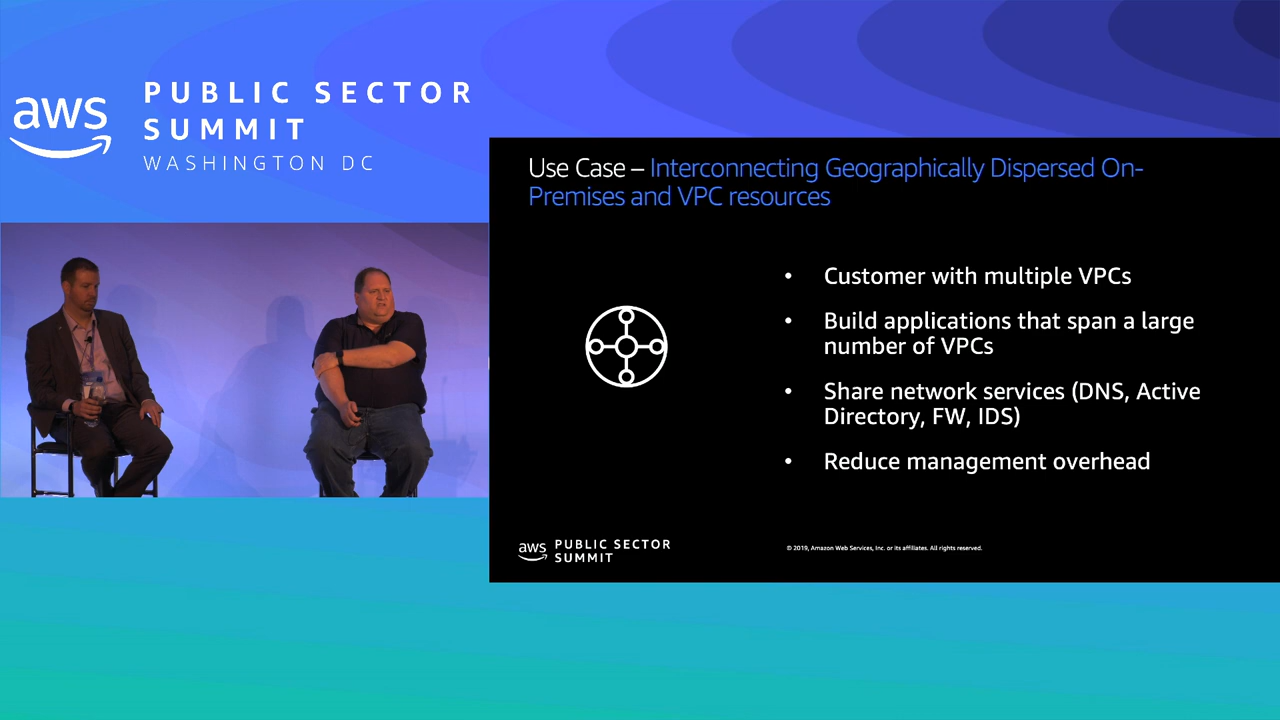 aws
PUBLIC SECTOR
SUMMIT
WASHINGTON DC
Use Case – Interconnecting Geographically Dispersed On-
Premises and VPC resources
• Customer with multiple VPCs
• Build applications that span a large
number of VPCs
• Share network services (DNS, Active
Directory, FW, IDS)
• Reduce management overhead
aws
PUBLIC SECTOR
SUMMIT
© 2019, Amazon Web Services, Inc. or its affiliates. All rights reserved.